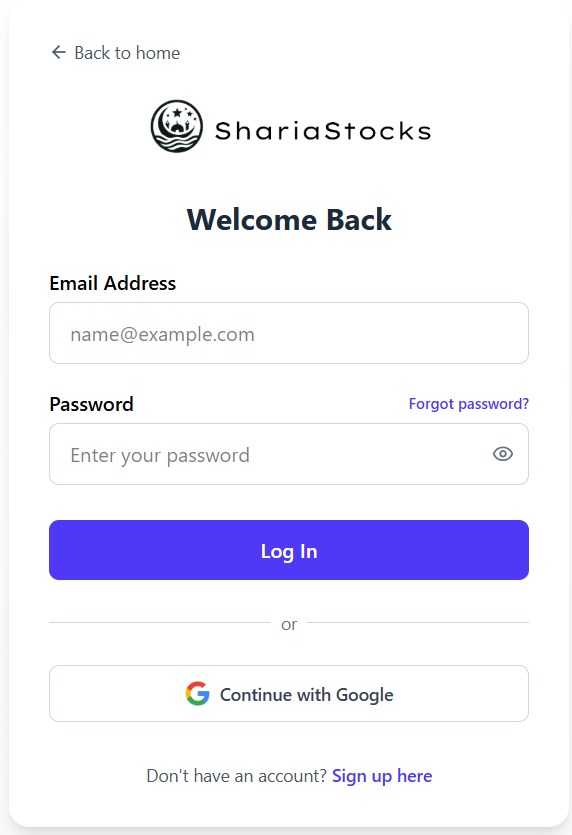 ← Back to home
ShariaStocks
Welcome Back
Email Address
name@example.com
Password Forgot password?
Enter your password
Log In
or
Continue with Google
Don't have an account? Sign up here